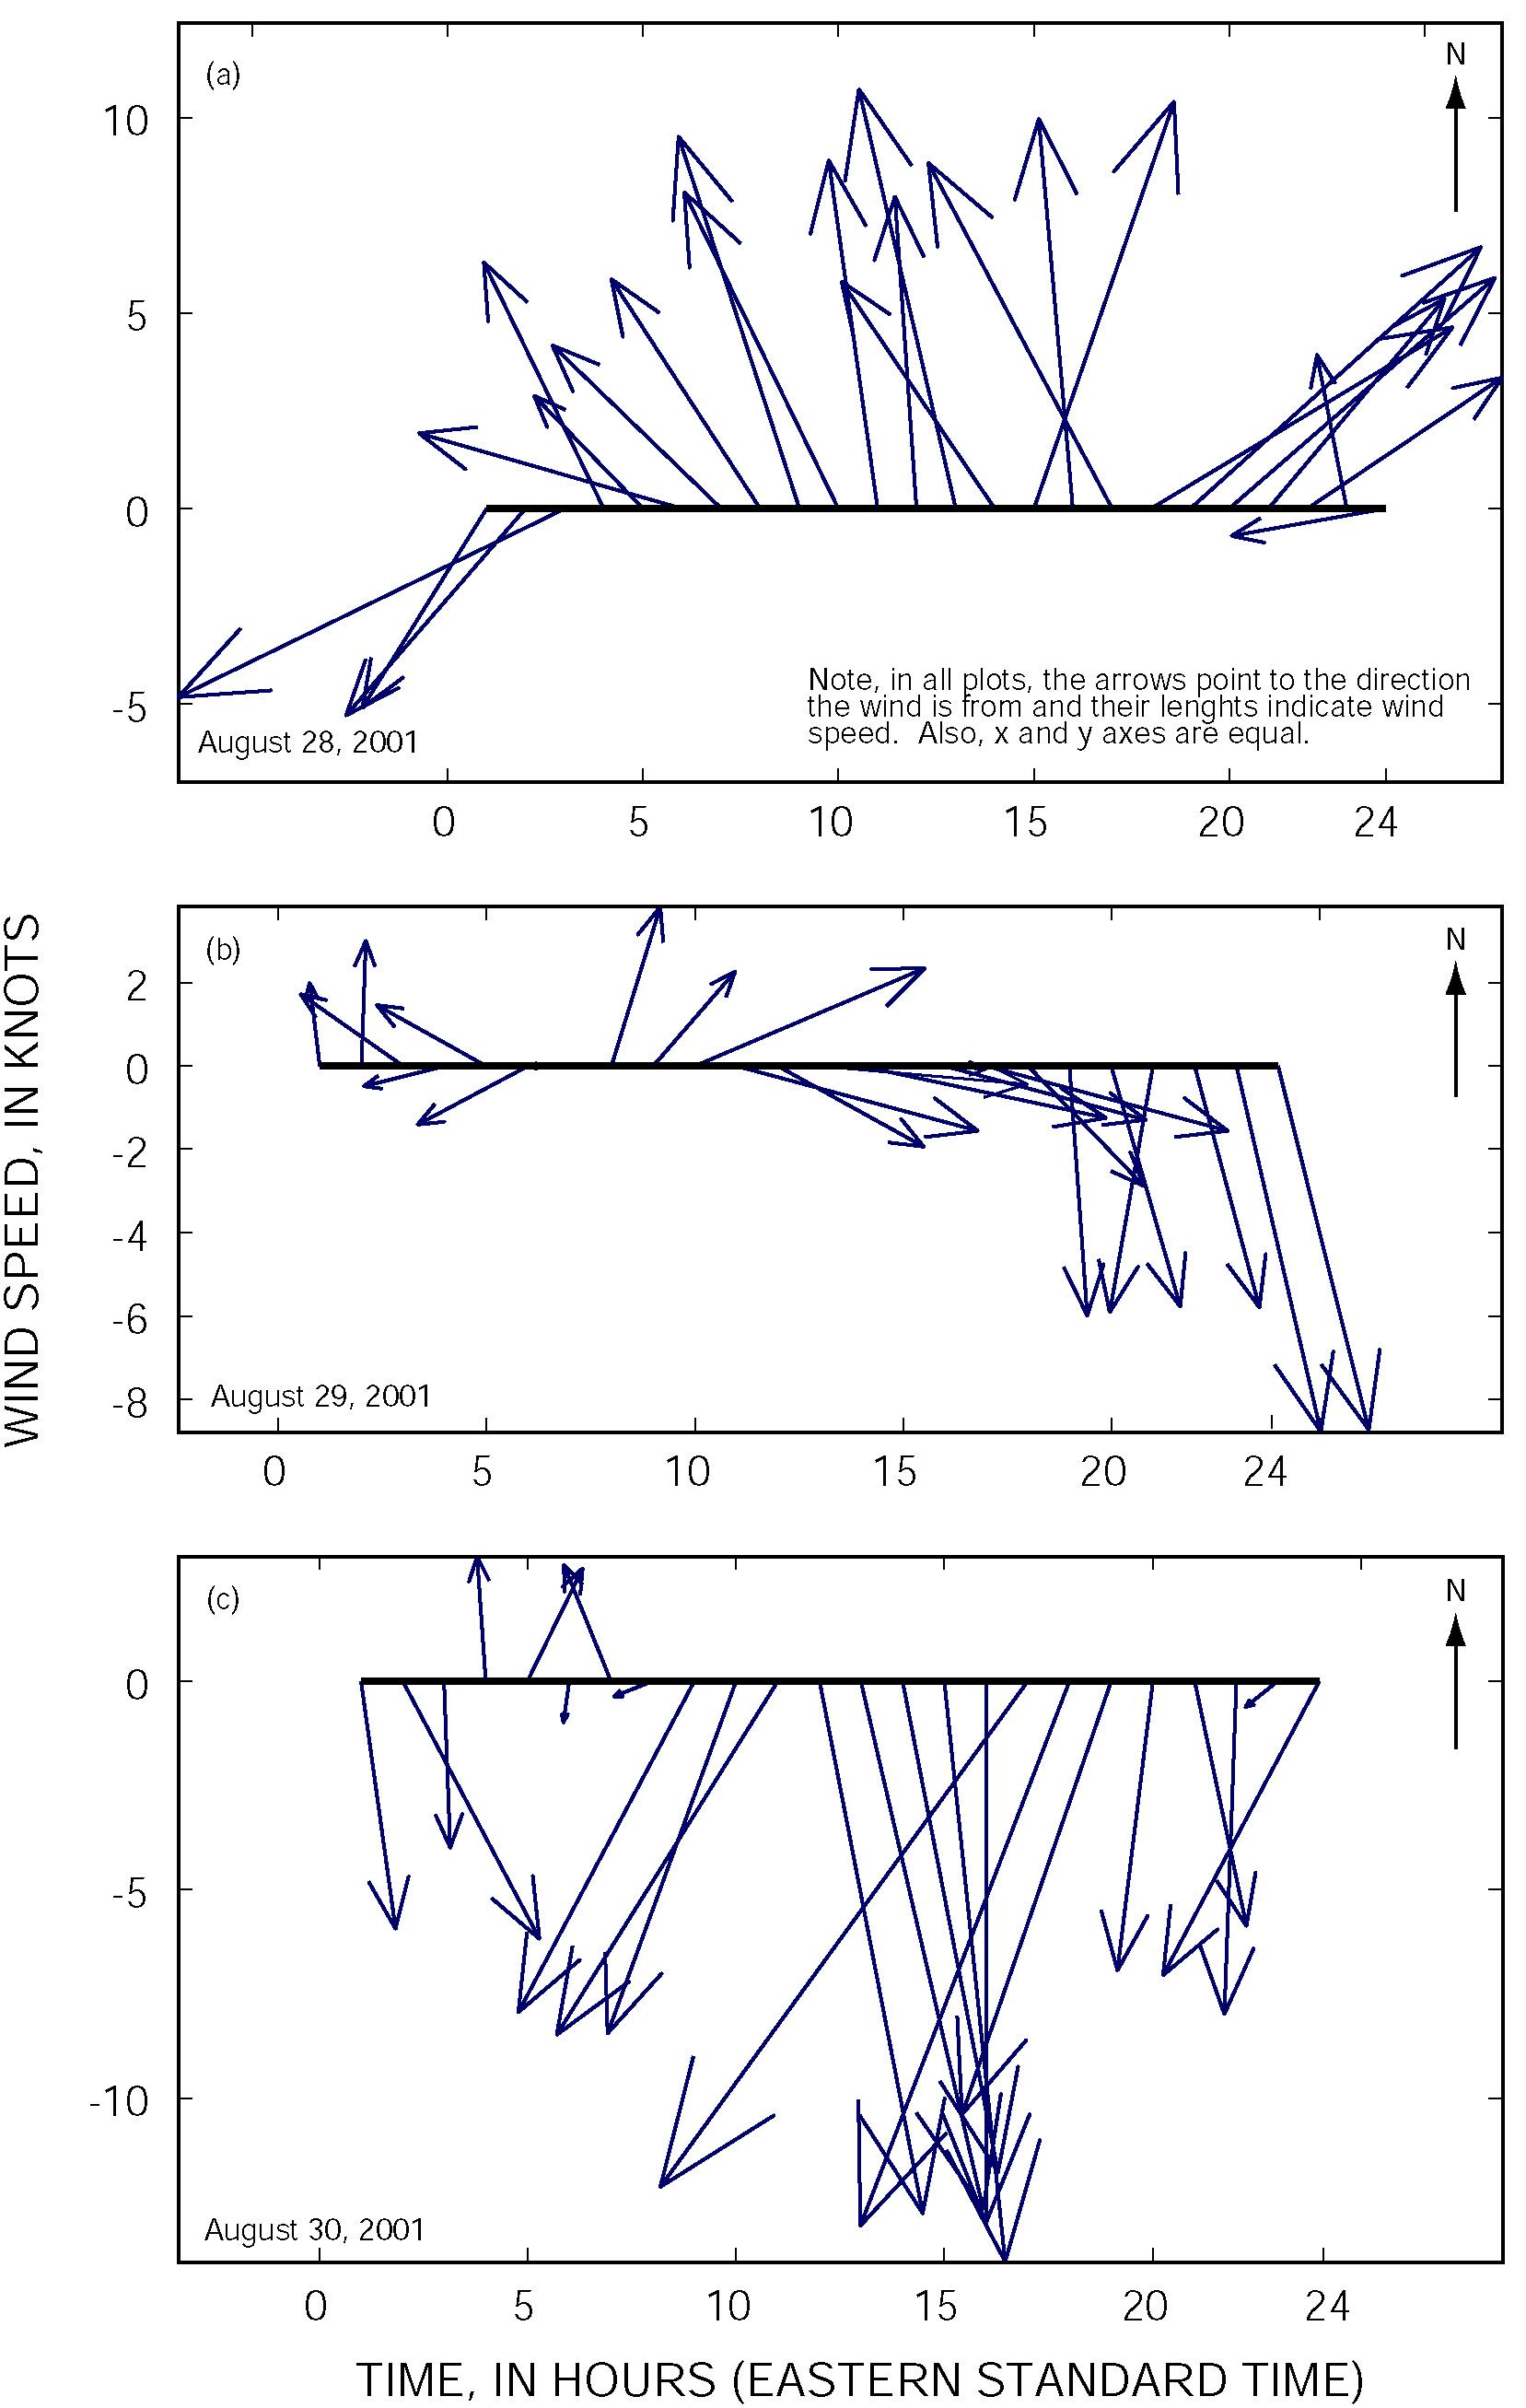 (a)
N
10
5
0
-5
Note, in all plots, the arrows point to the direction
the wind is from and their lenghts indicate wind
speed. Also, x and y axes are equal.
August 28, 2001
0 5 10 15 20 24
WIND SPEED, IN KNOTS
(b)
N
2
0
-2
-4
-6
-8
August 29, 2001
0 5 10 15 20 24
(c)
N
0
-5
-10
August 30, 2001
0 5 10 15 20 24
TIME, IN HOURS (EASTERN STANDARD TIME)